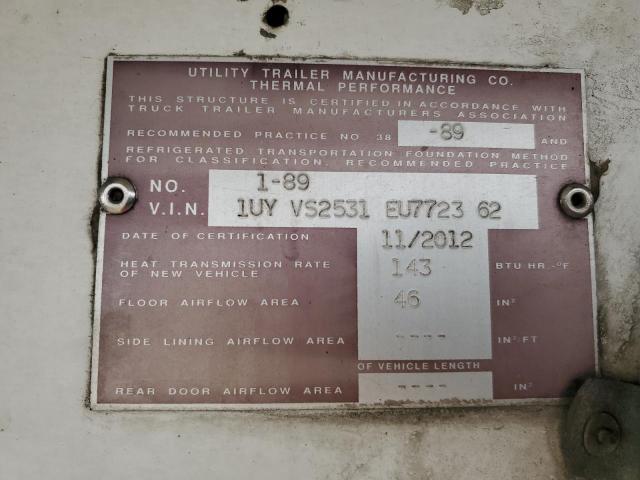 UTILITY TRAILER MANUFACTURING CO.
THERMAL PERFORMANCE
THIS STRUCTURE IS CERTIFIED IN ACCORDANCE WITH
TRUCK TRAILER MANUFACTURERS ASSOCIATION
RECOMMENDED PRACTICE NO 38 -89 AND
REFRIGERATED TRANSPORTATION FOUNDATION METHOD
FOR CLASSIFICATION. RECOMMENDED PRACTICE
NO. 1-89
V.I.N. 1UY VS2531 EU7723 62
DATE OF CERTIFICATION 11/2012
HEAT TRANSMISSION RATE
OF NEW VEHICLE 143 BTU HR.-°F
FLOOR AIRFLOW AREA 46 IN²
SIDE LINING AIRFLOW AREA ---- IN²/FT
OF VEHICLE LENGTH
REAR DOOR AIRFLOW AREA ---- IN²